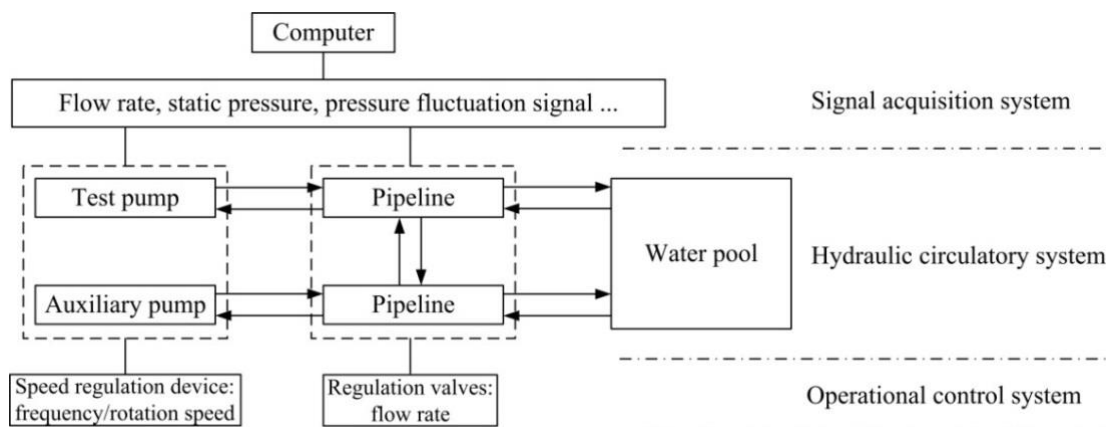 Computer
Flow rate, static pressure, pressure fluctuation signal ...
Signal acquisition system
Test pump
Pipeline
Water pool
Hydraulic circulatory system
Auxiliary pump
Pipeline
Speed regulation device:
frequency/rotation speed
Regulation valves:
flow rate
Operational control system